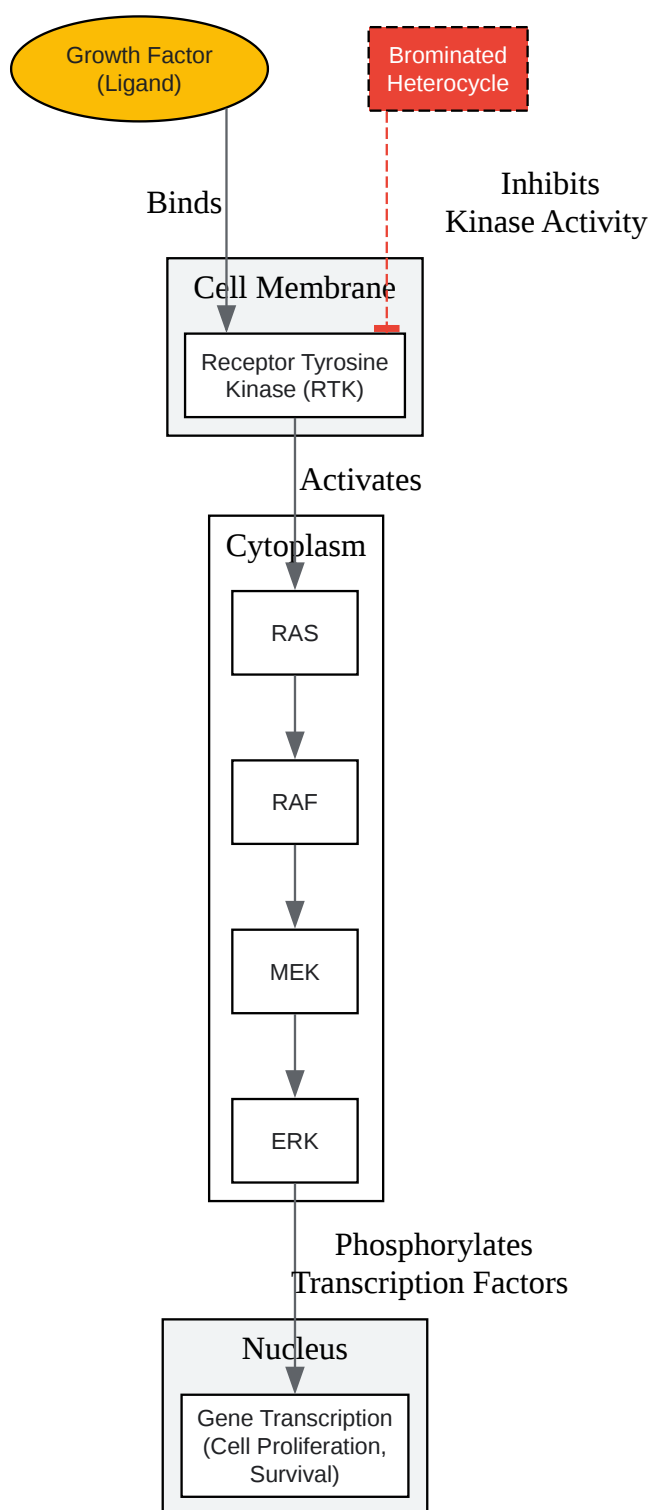 Growth Factor
(Ligand)
Brominated
Heterocycle
Binds
Inhibits
Kinase Activity
Cell Membrane
Receptor Tyrosine
Kinase (RTK)
Activates
Cytoplasm
RAS
RAF
MEK
ERK
Phosphorylates
Transcription Factors
Nucleus
Gene Transcription
(Cell Proliferation,
Survival)